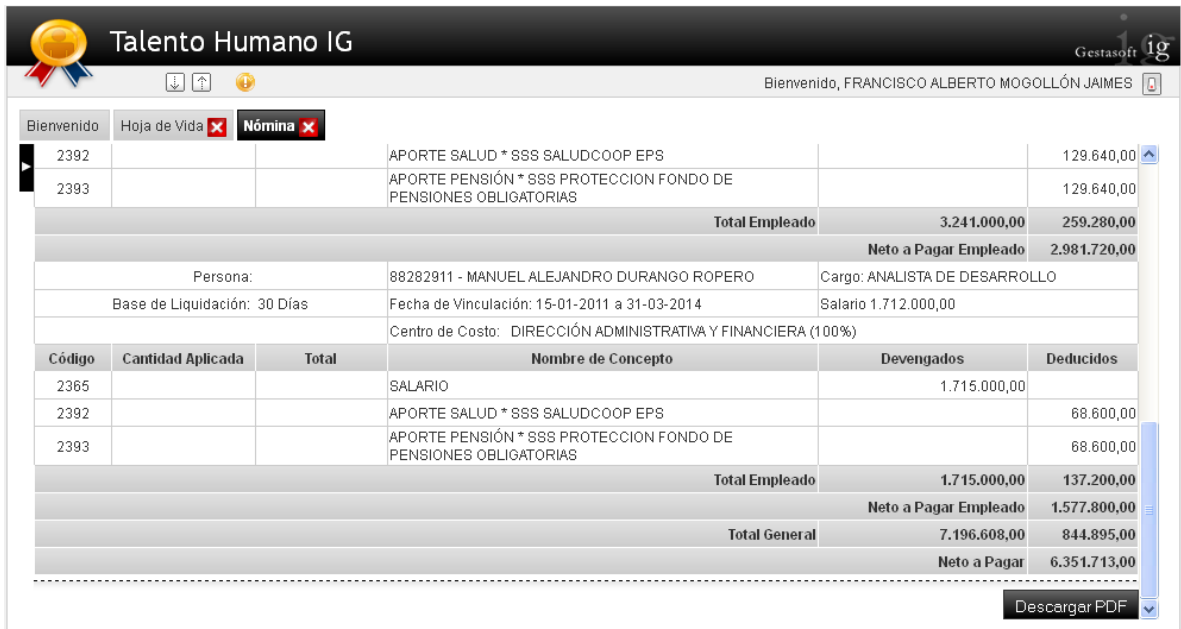 Talento Humano IG
Gestasoft ig
Bienvenido, FRANCISCO ALBERTO MOGOLLÓN JAIMES
Bienvenido Hoja de Vida Nómina
2392 APORTE SALUD * SSS SALUDCOOP EPS 129.640,00
2393 APORTE PENSIÓN * SSS PROTECCION FONDO DE
PENSIONES OBLIGATORIAS 129.640,00
Total Empleado 3.241.000,00 259.280,00
Neto a Pagar Empleado 2.981.720,00
Persona: 88282911 - MANUEL ALEJANDRO DURANGO ROPERO Cargo: ANALISTA DE DESARROLLO
Base de Liquidación: 30 Días Fecha de Vinculación: 15-01-2011 a 31-03-2014 Salario 1.712.000,00
Centro de Costo: DIRECCIÓN ADMINISTRATIVA Y FINANCIERA (100%)
Código Cantidad Aplicada Total Nombre de Concepto Devengados Deducidos
2365 SALARIO 1.715.000,00
2392 APORTE SALUD * SSS SALUDCOOP EPS 68.600,00
2393 APORTE PENSIÓN * SSS PROTECCION FONDO DE
PENSIONES OBLIGATORIAS 68.600,00
Total Empleado 1.715.000,00 137.200,00
Neto a Pagar Empleado 1.577.800,00
Total General 7.196.608,00 844.895,00
Neto a Pagar 6.351.713,00
Descargar PDF